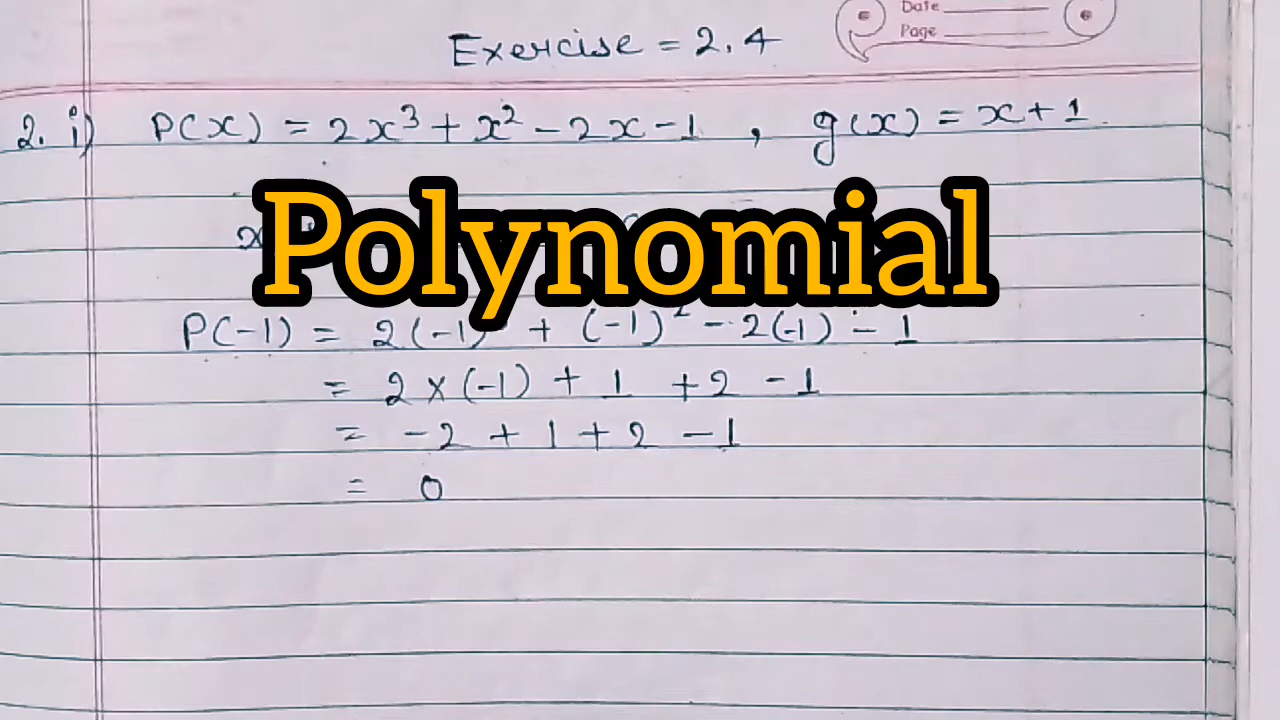 Date
Page
Exercise = 2.4
2. i) P(x) = 2x³ + x² - 2x - 1 , g(x) = x + 1
x
Polynomial
P(-1) = 2(-1) + (-1)² - 2(-1) - 1
= 2 × (-1) + 1 + 2 - 1
= -2 + 1 + 2 - 1
= 0